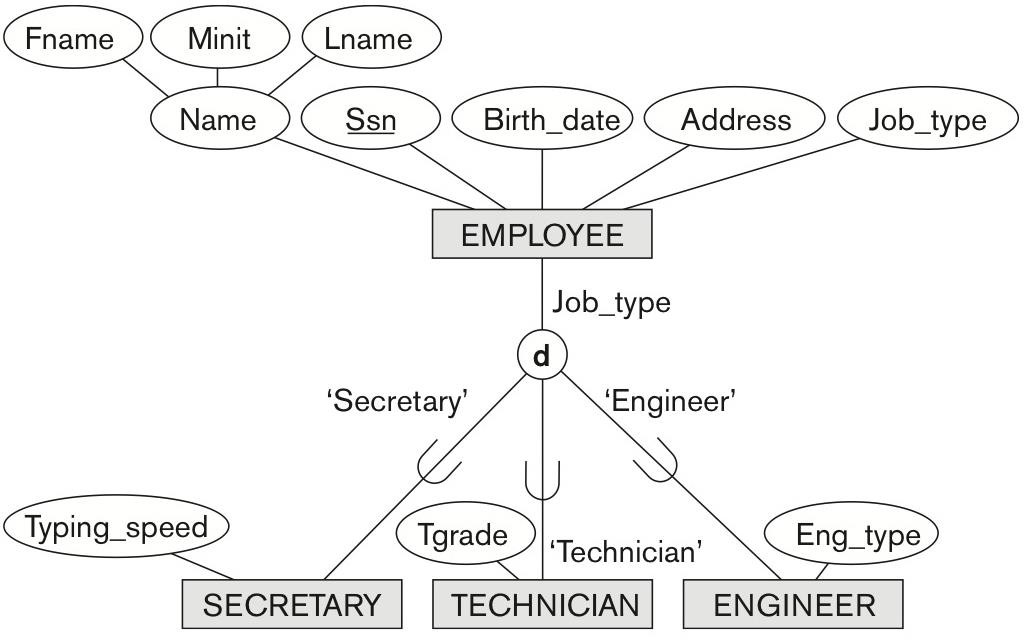 Fname Minit Lname
Name Ssn Birth_date Address Job_type
EMPLOYEE
Job_type
d
‘Secretary’ ‘Engineer’
Typing_speed Tgrade Eng_type
‘Technician’
SECRETARY TECHNICIAN ENGINEER